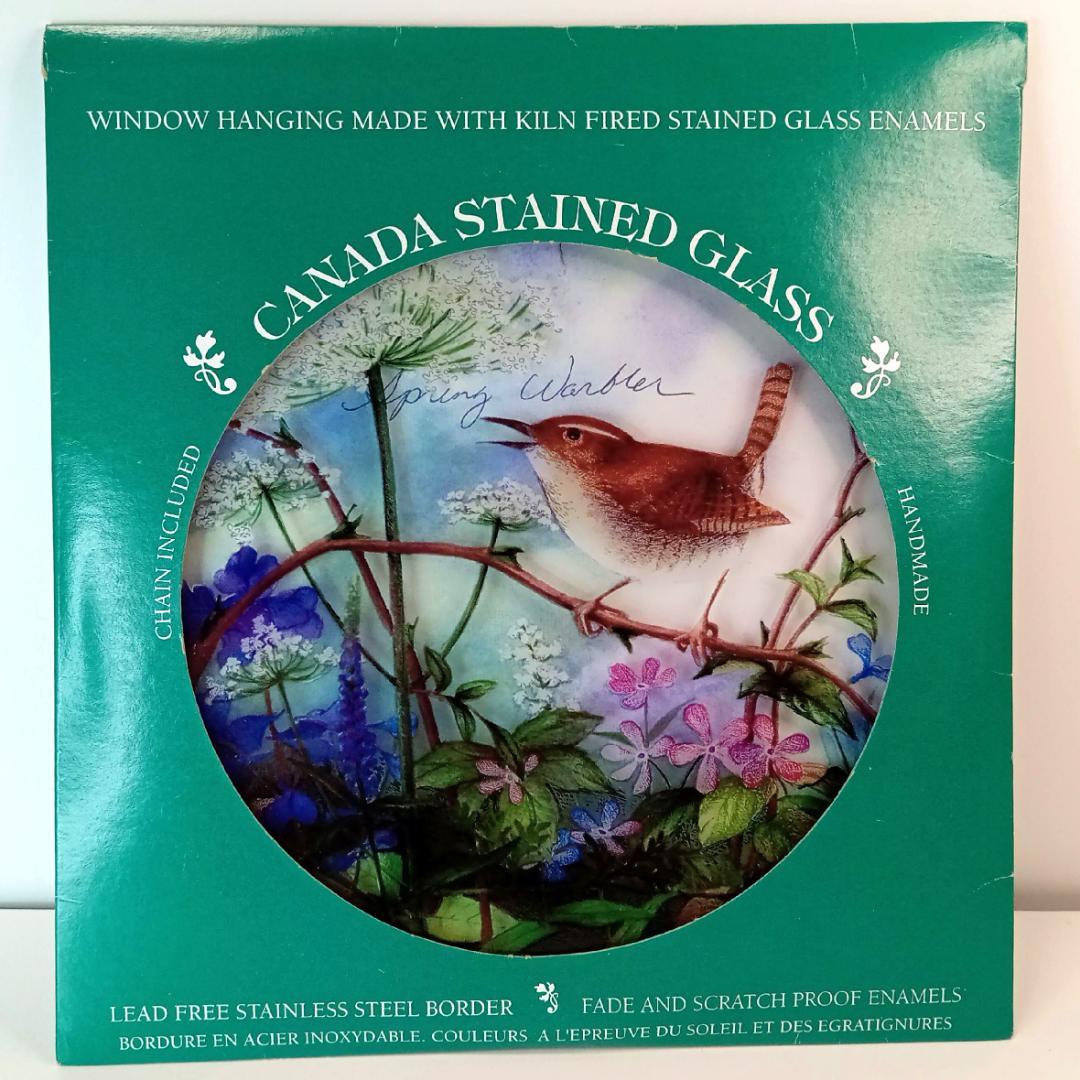 WINDOW HANGING MADE WITH KILN FIRED STAINED GLASS ENAMELS
CANADA STAINED GLASS
Spring Warbler
CHAIN INCLUDED
HANDMADE
LEAD FREE STAINLESS STEEL BORDER FADE AND SCRATCH PROOF ENAMELS
BORDURE EN ACIER INOXYDABLE. COULEURS A L'EPREUVE DU SOLEIL ET DES EGRATIGNURES